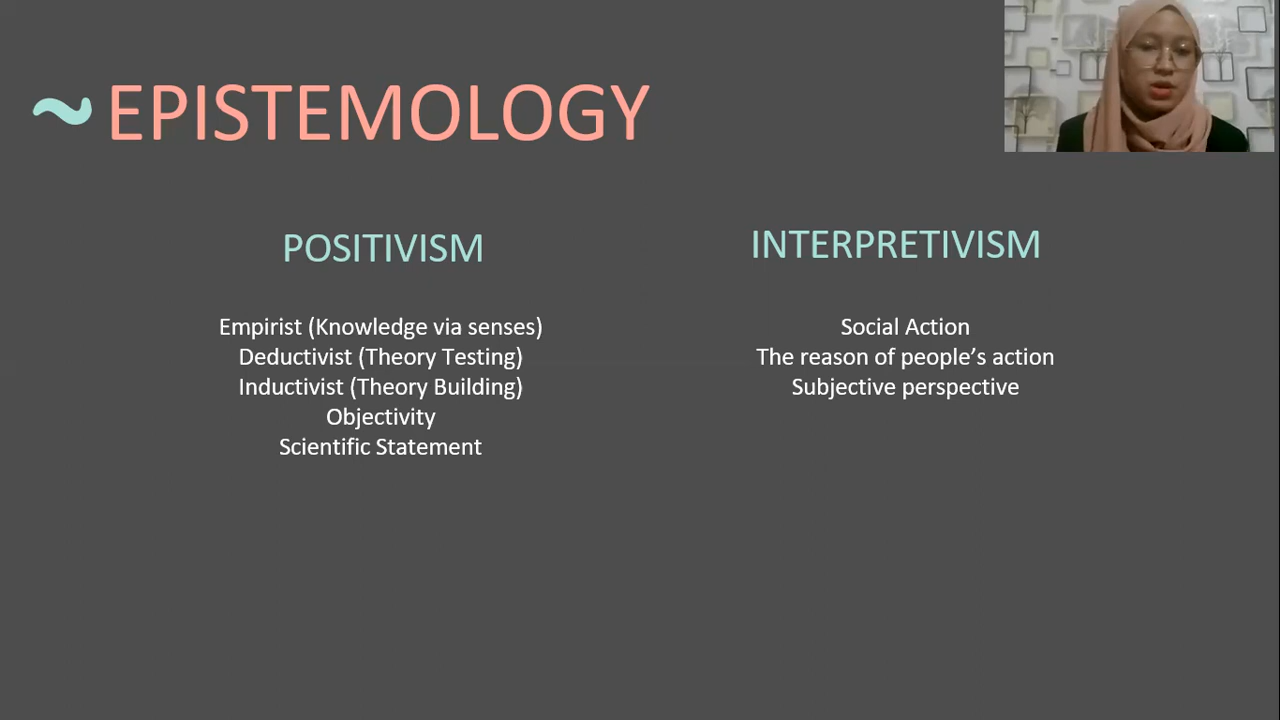 ~EPISTEMOLOGY
POSITIVISM
Empirist (Knowledge via senses)
Deductivist (Theory Testing)
Inductivist (Theory Building)
Objectivity
Scientific Statement
INTERPRETIVISM
Social Action
The reason of people’s action
Subjective perspective